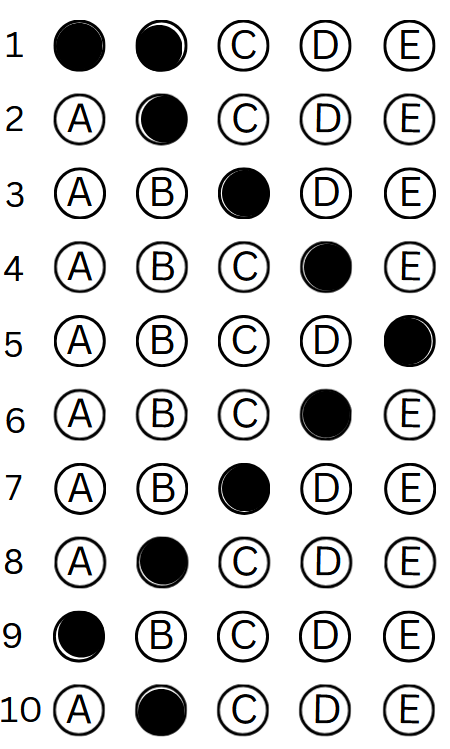 1 C D E
2 A C D E
3 A B D E
4 A B C E
5 A B C D
6 A B C E
7 A B D E
8 A C D E
9 B C D E
10 A C D E